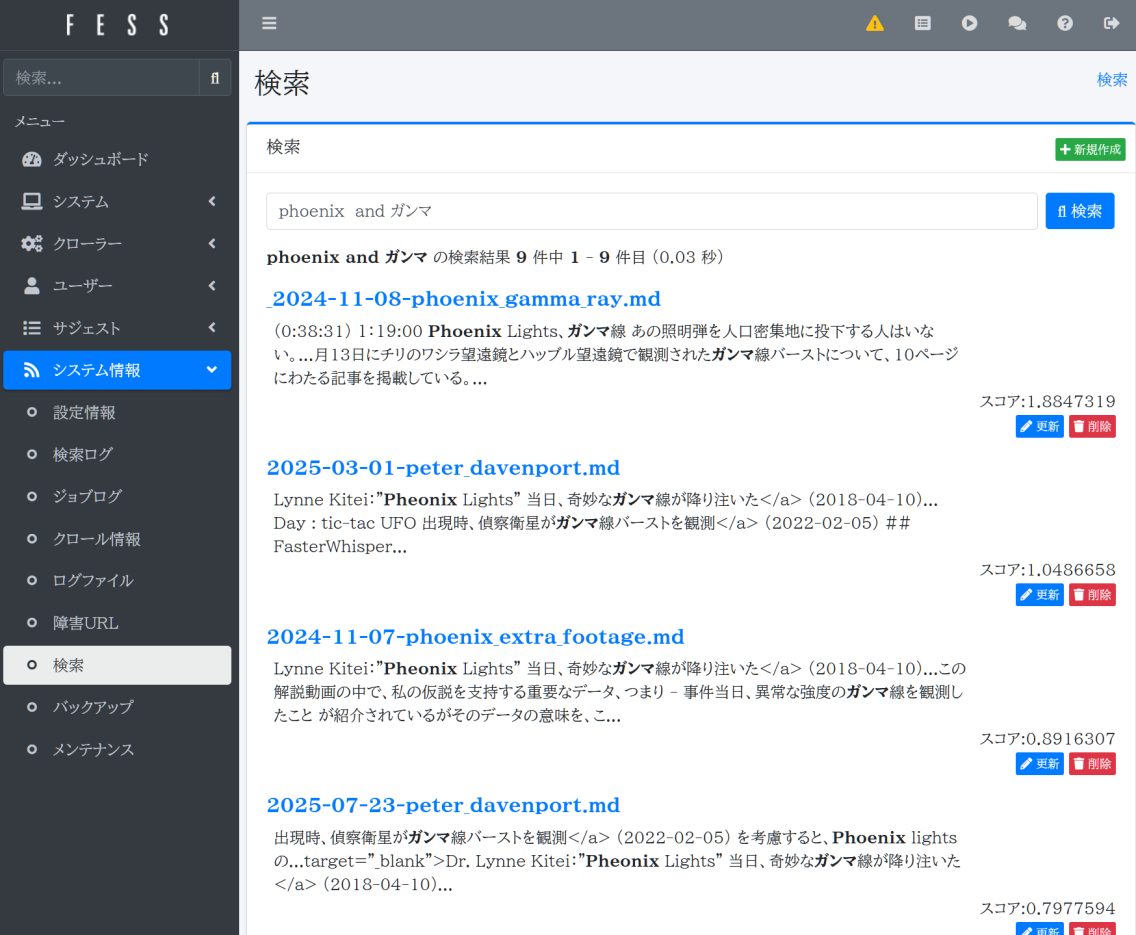 FESS
検索...
メニュー
ダッシュボード
システム
クローラー
ユーザー
サジェスト
システム情報
設定情報
検索ログ
ジョブログ
クロール情報
ログファイル
障害URL
検索
バックアップ
メンテナンス
検索
検索
検索
新規作成
phoenix and ガンマ
検索
phoenix and ガンマ の検索結果 9 件中 1 - 9 件目 (0.03 秒)
_2024-11-08-phoenix_gamma_ray.md
(0:38:31) 1:19:00 Phoenix Lights、ガンマ線 あの照明弾を人口密集地に投下する人はいな
い。...月13日にチリのワシラ望遠鏡とハッブル望遠鏡で観測されたガンマ線バーストについて、10ページ
にわたる記事を掲載している。...
スコア:1.8847319
更新 削除
2025-03-01-peter_davenport.md
Lynne Kitei:"Pheonix Lights" 当日、奇妙なガンマ線が降り注いた</a> (2018-04-10)...
Day : tic-tac UFO 出現時、偵察衛星がガンマ線バーストを観測</a> (2022-02-05) ##
FasterWhisper...
スコア:1.0486658
更新 削除
2024-11-07-phoenix_extra_footage.md
Lynne Kitei:"Pheonix Lights" 当日、奇妙なガンマ線が降り注いた</a> (2018-04-10)...この
解説動画の中で、私の仮説を支持する重要なデータ、つまり - 事件当日、異常な強度のガンマ線を観測し
たこと が紹介されているがそのデータの意味を、こ...
スコア:0.8916307
更新 削除
2025-07-23-peter_davenport.md
出現時、偵察衛星がガンマ線バーストを観測</a> (2022-02-05) を考慮すると、Phoenix lights
の...target="_blank">Dr. Lynne Kitei:"Pheonix Lights" 当日、奇妙なガンマ線が降り注いた
</a> (2018-04-10)...
スコア:0.7977594
更新 削除